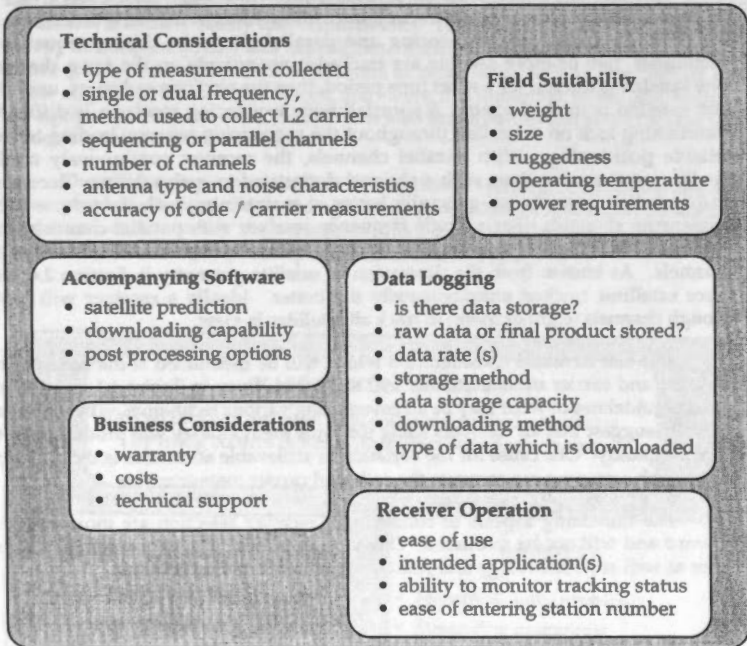 Technical Considerations
• type of measurement collected
• single or dual frequency,
method used to collect L2 carrier
• sequencing or parallel channels
• number of channels
• antenna type and noise characteristics
• accuracy of code / carrier measurements
Field Suitability
• weight
• size
• ruggedness
• operating temperature
• power requirements
Accompanying Software
• satellite prediction
• downloading capability
• post processing options
Data Logging
• is there data storage?
• raw data or final product stored?
• data rate (s)
• storage method
• data storage capacity
• downloading method
• type of data which is downloaded
Business Considerations
• warranty
• costs
• technical support
Receiver Operation
• ease of use
• intended application(s)
• ability to monitor tracking status
• ease of entering station number